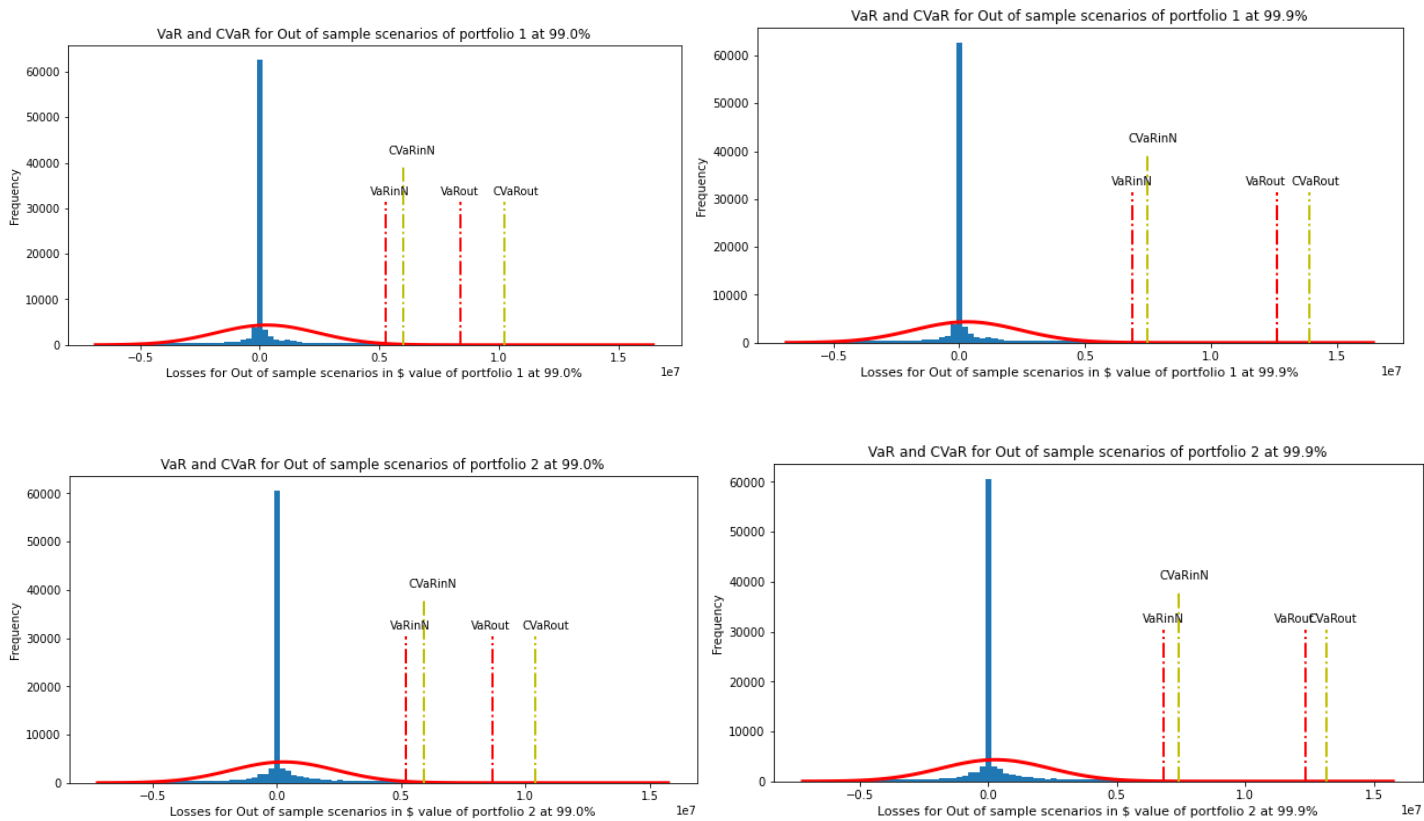 VaR and CVaR for Out of sample scenarios of portfolio 1 at 99.0%
Frequency
60000
50000
40000
30000
20000
10000
0
CVaRinN
VaRinN VaRout CVaRout
−0.5 0.0 0.5 1.0 1.5
1e7
Losses for Out of sample scenarios in $ value of portfolio 1 at 99.0%
VaR and CVaR for Out of sample scenarios of portfolio 1 at 99.9%
Frequency
60000
50000
40000
30000
20000
10000
0
CVaRinN
VaRinN VaRout CVaRout
−0.5 0.0 0.5 1.0 1.5
1e7
Losses for Out of sample scenarios in $ value of portfolio 1 at 99.9%
VaR and CVaR for Out of sample scenarios of portfolio 2 at 99.0%
Frequency
60000
50000
40000
30000
20000
10000
0
CVaRinN
VaRinN VaRout CVaRout
−0.5 0.0 0.5 1.0 1.5
1e7
Losses for Out of sample scenarios in $ value of portfolio 2 at 99.0%
VaR and CVaR for Out of sample scenarios of portfolio 2 at 99.9%
Frequency
60000
50000
40000
30000
20000
10000
0
CVaRinN
VaRinN VaRout CVaRout
−0.5 0.0 0.5 1.0 1.5
1e7
Losses for Out of sample scenarios in $ value of portfolio 2 at 99.9%